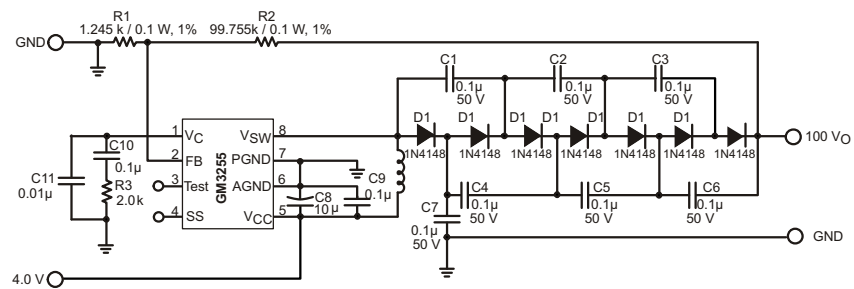 R1
R2
1.245 k / 0.1 W, 1%
99.755k / 0.1 W, 1%
GND
C1
C2
C3
0.1µ
50 V
0.1µ
50 V
0.1µ
50 V
D1
D1
D1
D1
D1
D1
1N4148
1N4148
1N4148
1N4148
1N4148
1N4148
1N4148
100 VO
1
VC
VSW
8
2
FB
PGND
7
3
Test
AGND
6
4
SS
VCC
5
GM3255
C10
0.1µ
C11
0.01µ
R3
2.0k
C9
0.1µ
C8
10 µ
C4
0.1µ
50 V
C5
0.1µ
50 V
C6
0.1µ
50 V
C7
0.1µ
50 V
GND
4.0 V